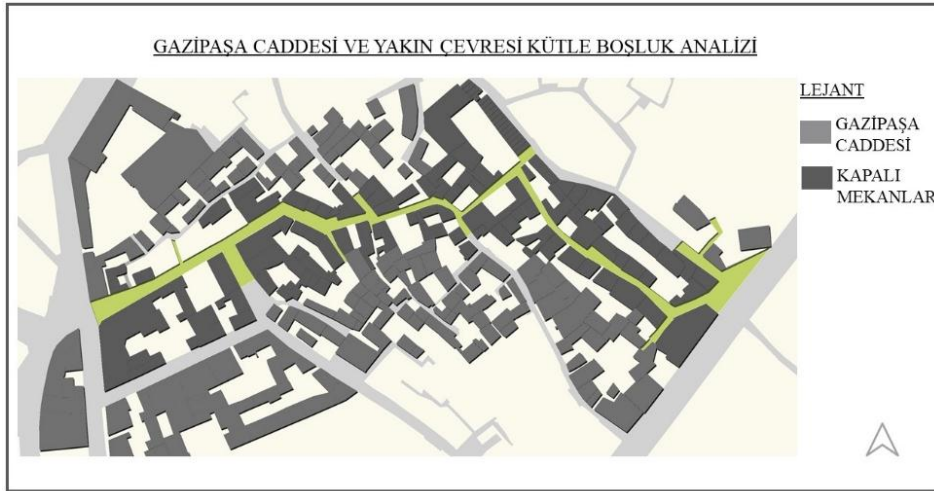 GAZİPAŞA CADDESİ VE YAKIN ÇEVRESİ KÜTLE BOŞLUK ANALİZİ
LEJANT
GAZİPAŞA
CADDESİ
KAPALI
MEKANLAR